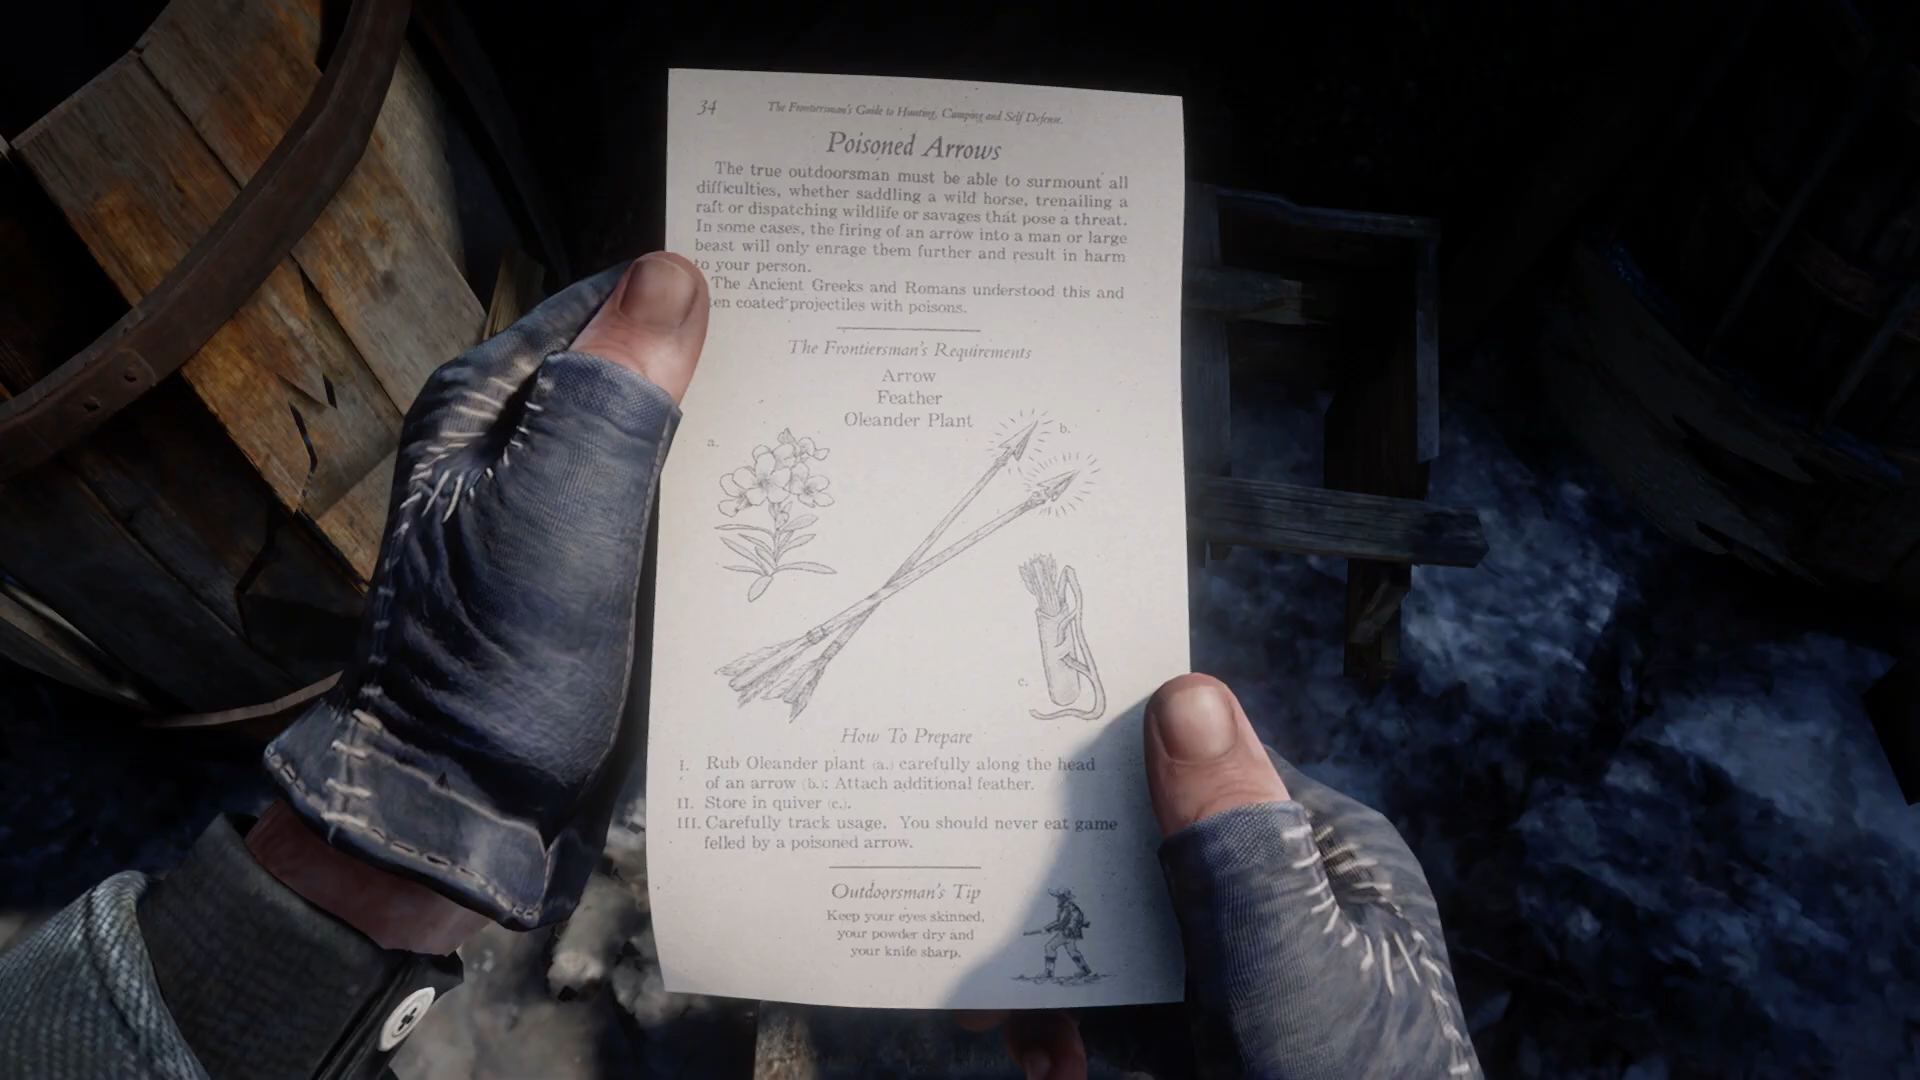 34
The Frontiersman's Guide to Hunting, Camping and Self Defense.
Poisoned Arrows
The true outdoorsman must be able to surmount all
difficulties, whether saddling a wild horse, trenailing a
raft or dispatching wildlife or savages that pose a threat.
In some cases, the firing of an arrow into a man or large
beast will only enrage them further and result in harm
to your person.
The Ancient Greeks and Romans understood this and
coated projectiles with poisons.
The Frontiersman's Requirements
Arrow
Feather
Oleander Plant
a.
b.
c.
How To Prepare
I. Rub Oleander plant (a.) carefully along the head
of an arrow (b.). Attach additional feather.
II. Store in quiver (c.).
III. Carefully track usage. You should never eat game
felled by a poisoned arrow.
Outdoorsman's Tip
Keep your eyes skinned,
your powder dry and
your knife sharp.